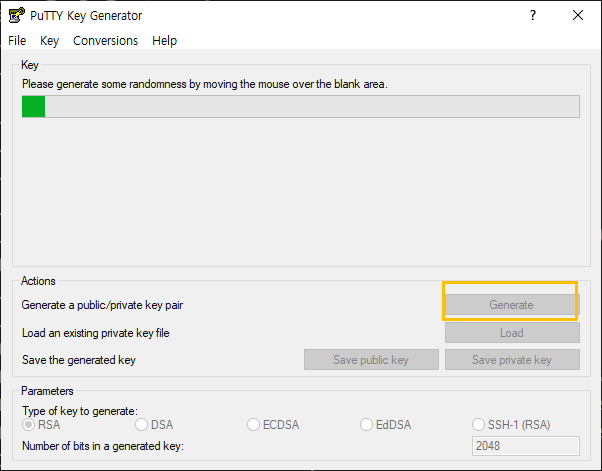 PuTTY Key Generator
?
File Key Conversions Help
Key
Please generate some randomness by moving the mouse over the blank area.
Actions
Generate a public/private key pair
Generate
Load an existing private key file
Load
Save the generated key
Save public key
Save private key
Parameters
Type of key to generate:
RSA DSA ECDSA EdDSA SSH-1 (RSA)
Number of bits in a generated key:
2048